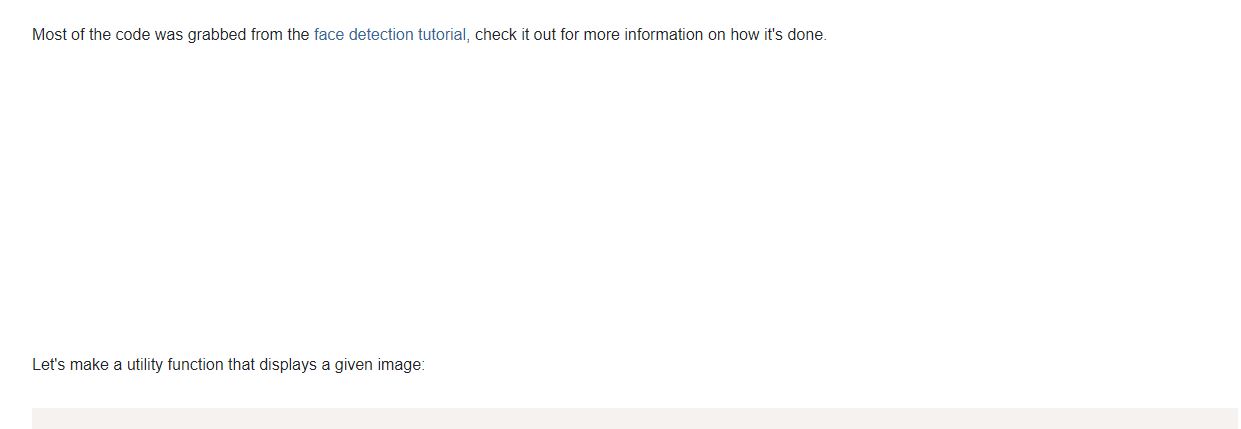 Most of the code was grabbed from the face detection tutorial, check it out for more information on how it's done.
Let's make a utility function that displays a given image: